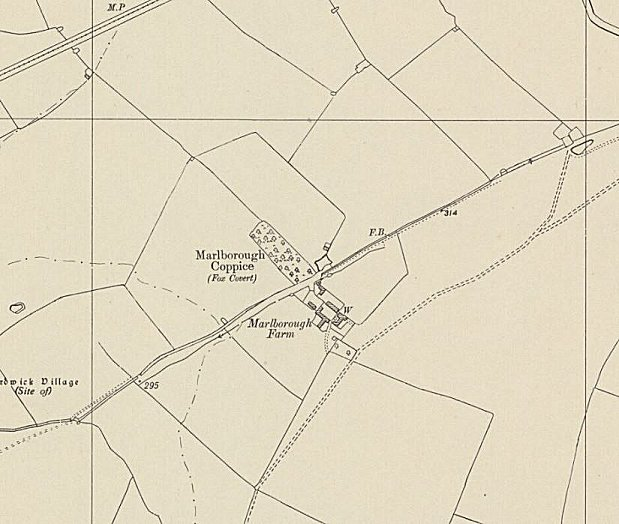 M.P
314
F.B.
Marlborough
Coppice
(Fox Covert)
W
Marlborough
Farm
295
Village
(Site of)